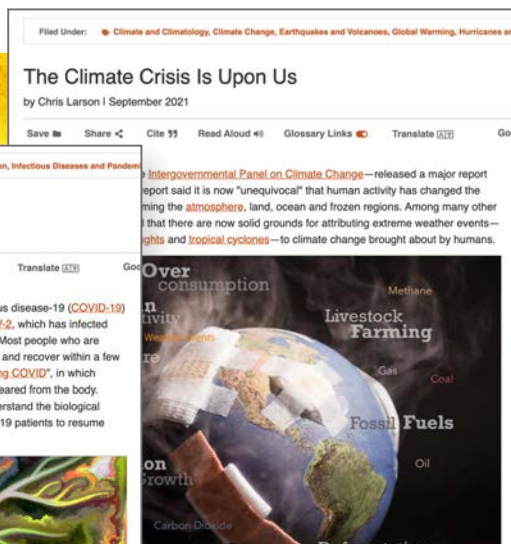 Filed Under: Climate and Climatology, Climate Change, Earthquakes and Volcanoes, Global Warming, Hurricanes
The Climate Crisis Is Upon Us
by Chris Larson I September 2021
Save Share Cite Read Aloud Glossary Links Translate
Intergovernmental Panel on Climate Change—released a major report
report said it is now "unequivocal" that human activity has changed the
ming the atmosphere, land, ocean and frozen regions. Among many other
that there are now solid grounds for attributing extreme weather events—
ghts and tropical cyclones—to climate change brought about by humans.
Over
consumption
Methane
Livestock
Farming
Weather Events
Gas
Coal
Fossil Fuels
Oil
Growth
Carbon Dioxide
on, Infectious Diseases and Pandemi
Translate
us disease-19 (COVID-19)
-2, which has infected
Most people who are
and recover within a few
ng COVID", in which
eared from the body.
erstand the biological
19 patients to resume